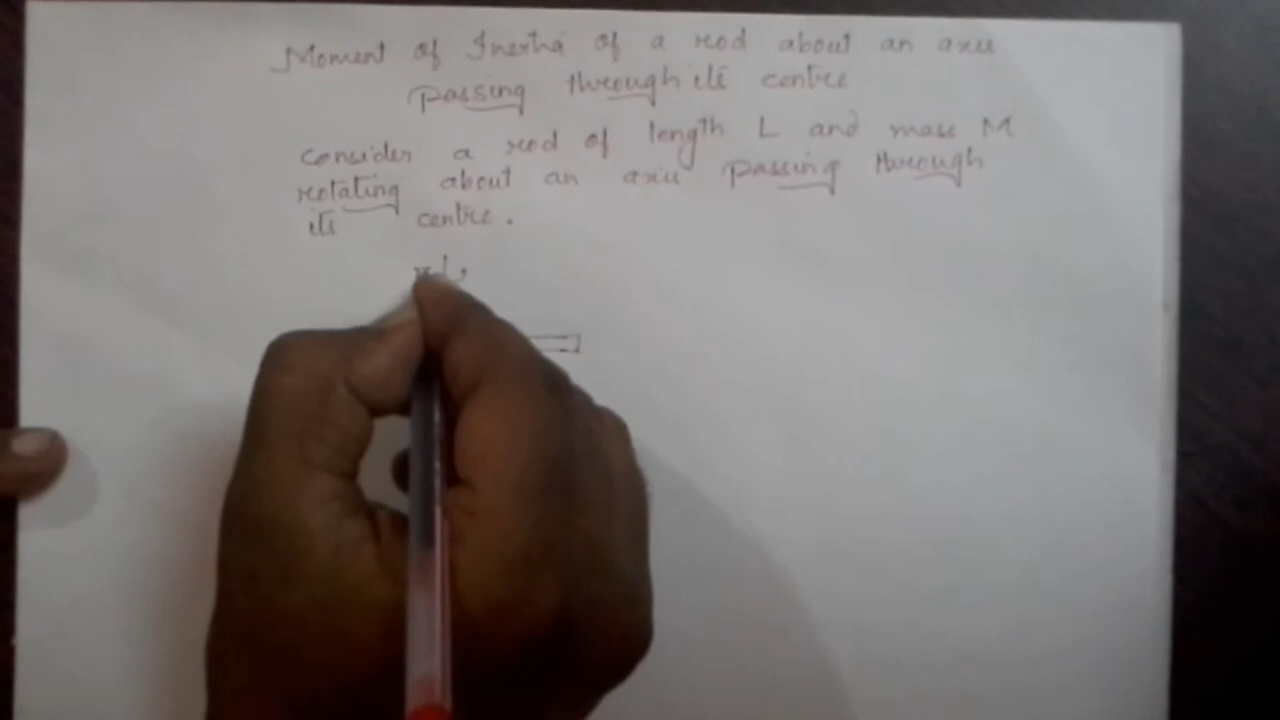 Moment of Inertia of a rod about an axis
passing through its centre
consider a rod of length L and mass M
rotating about an axis passing through
its centre.